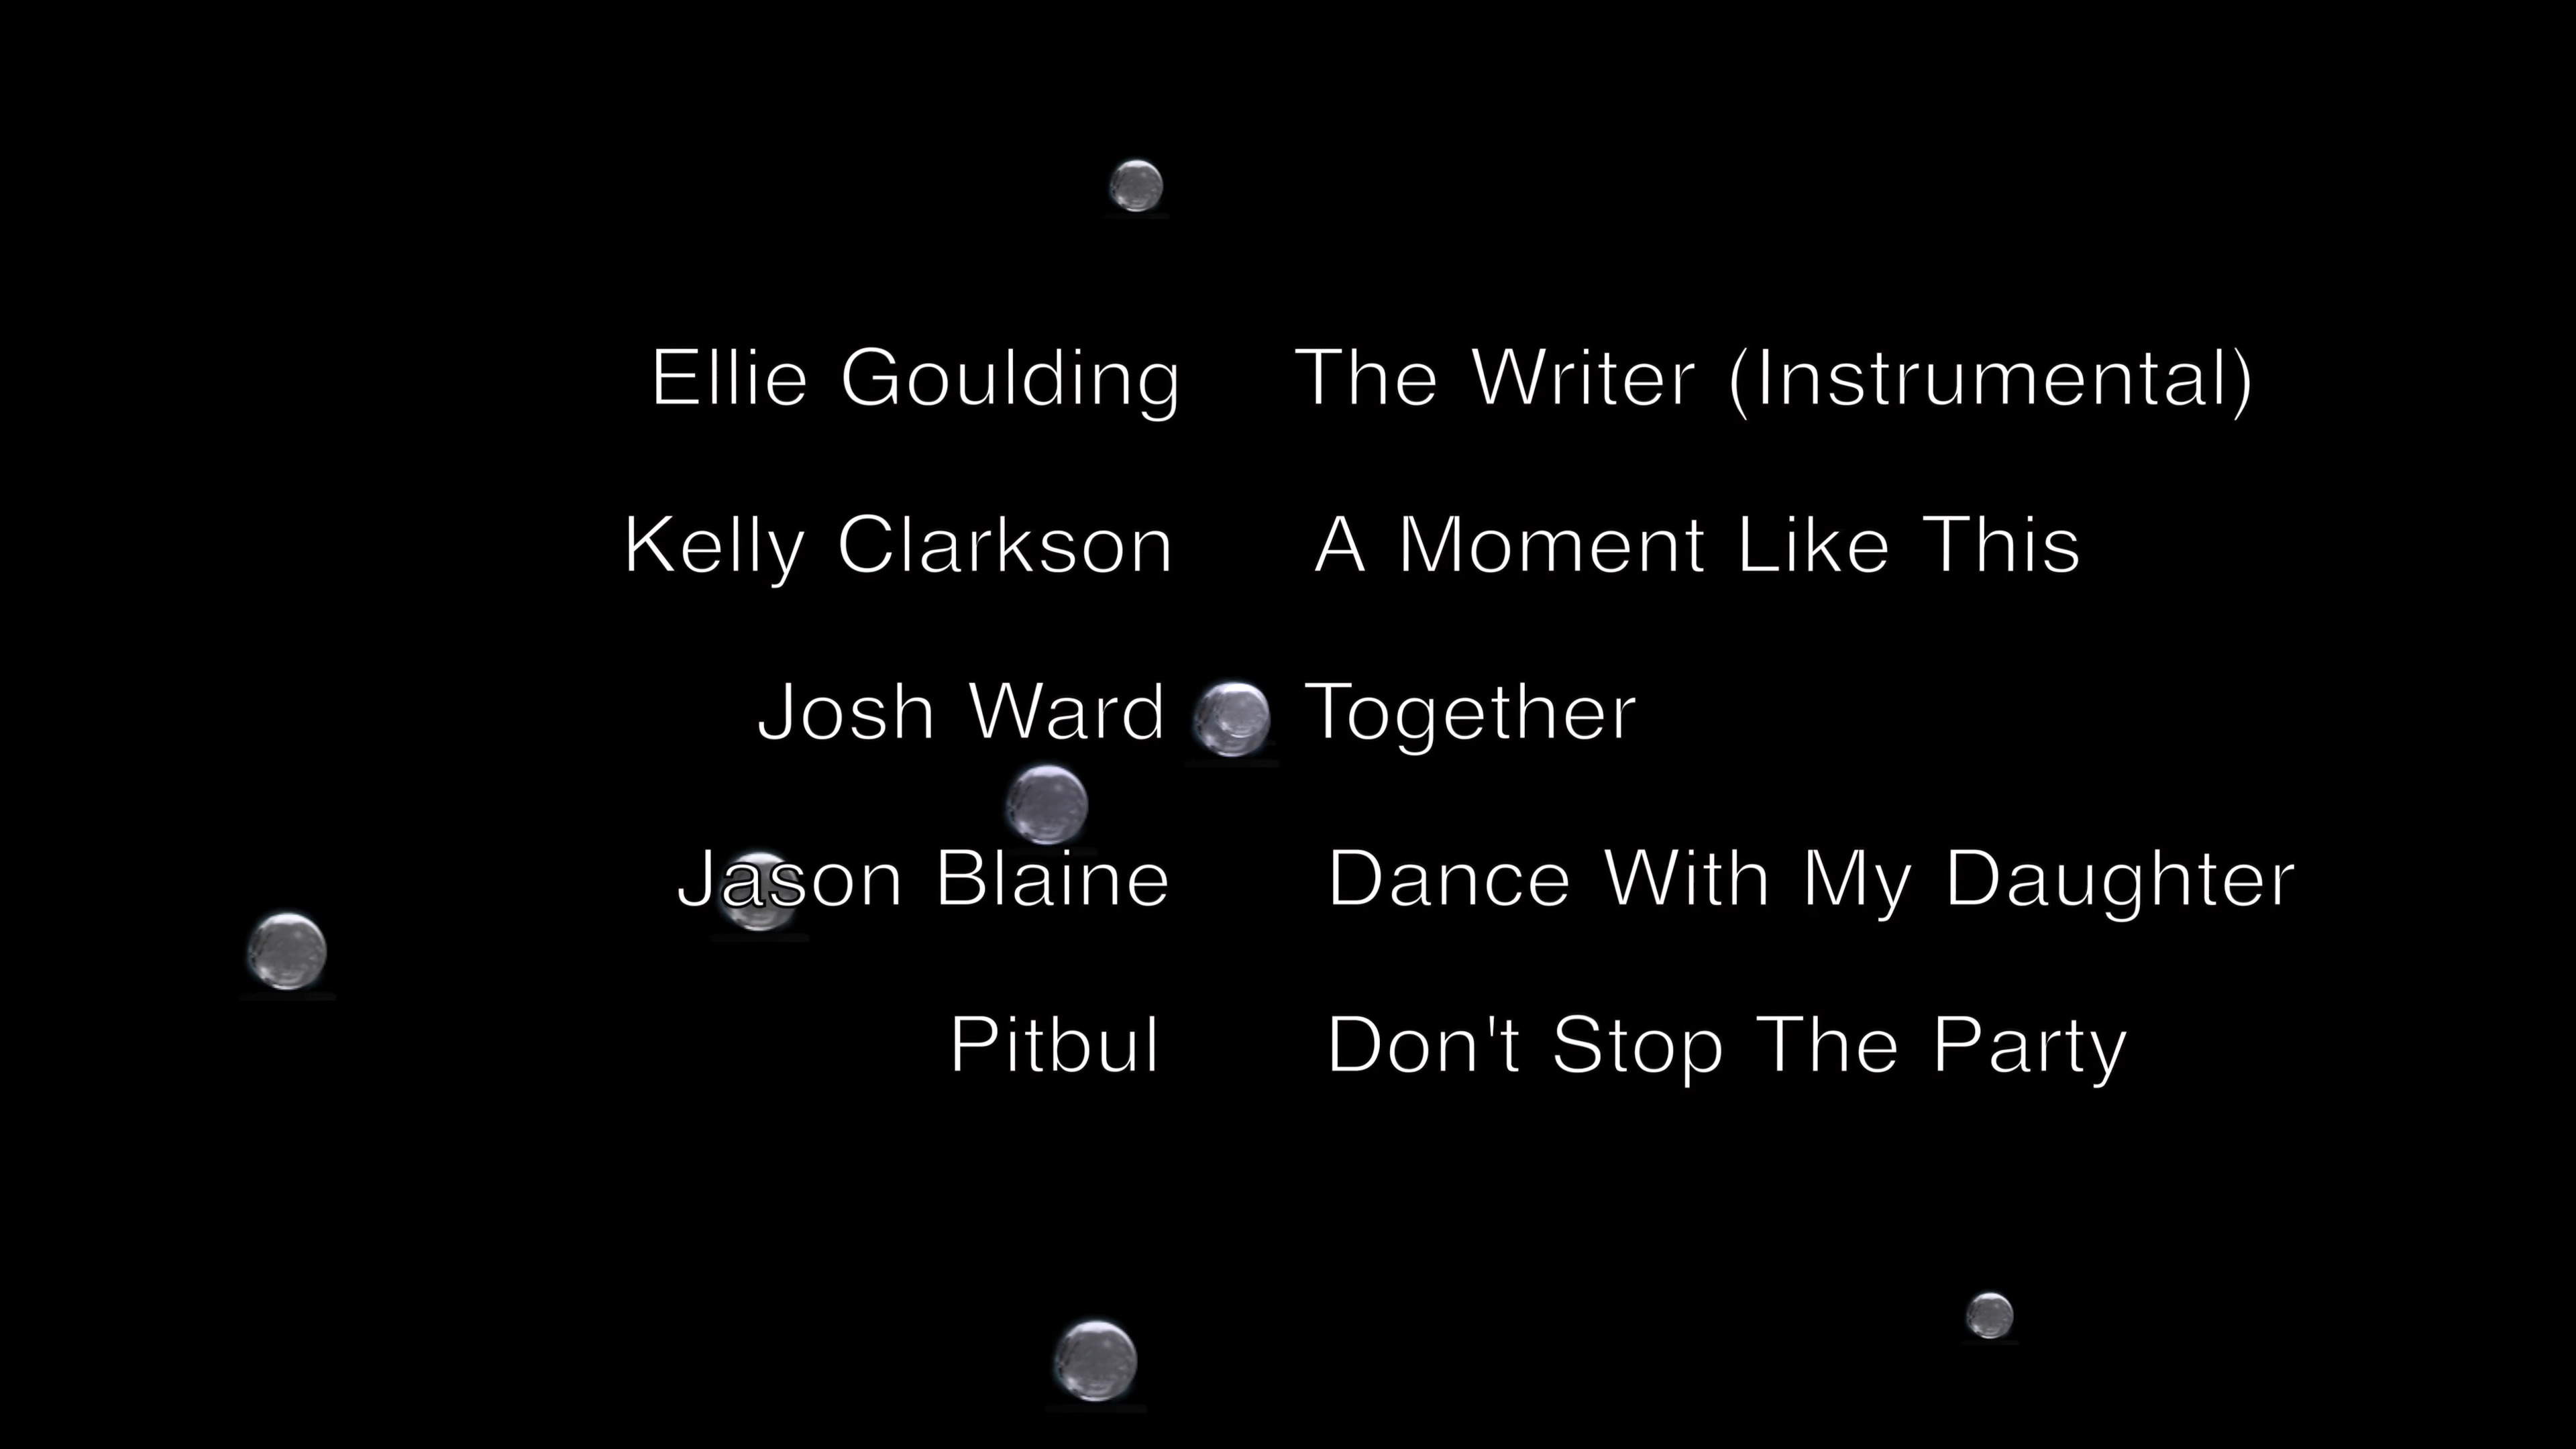 Ellie Goulding The Writer (Instrumental)
Kelly Clarkson A Moment Like This
Josh Ward Together
Jason Blaine Dance With My Daughter
Pitbul Don't Stop The Party